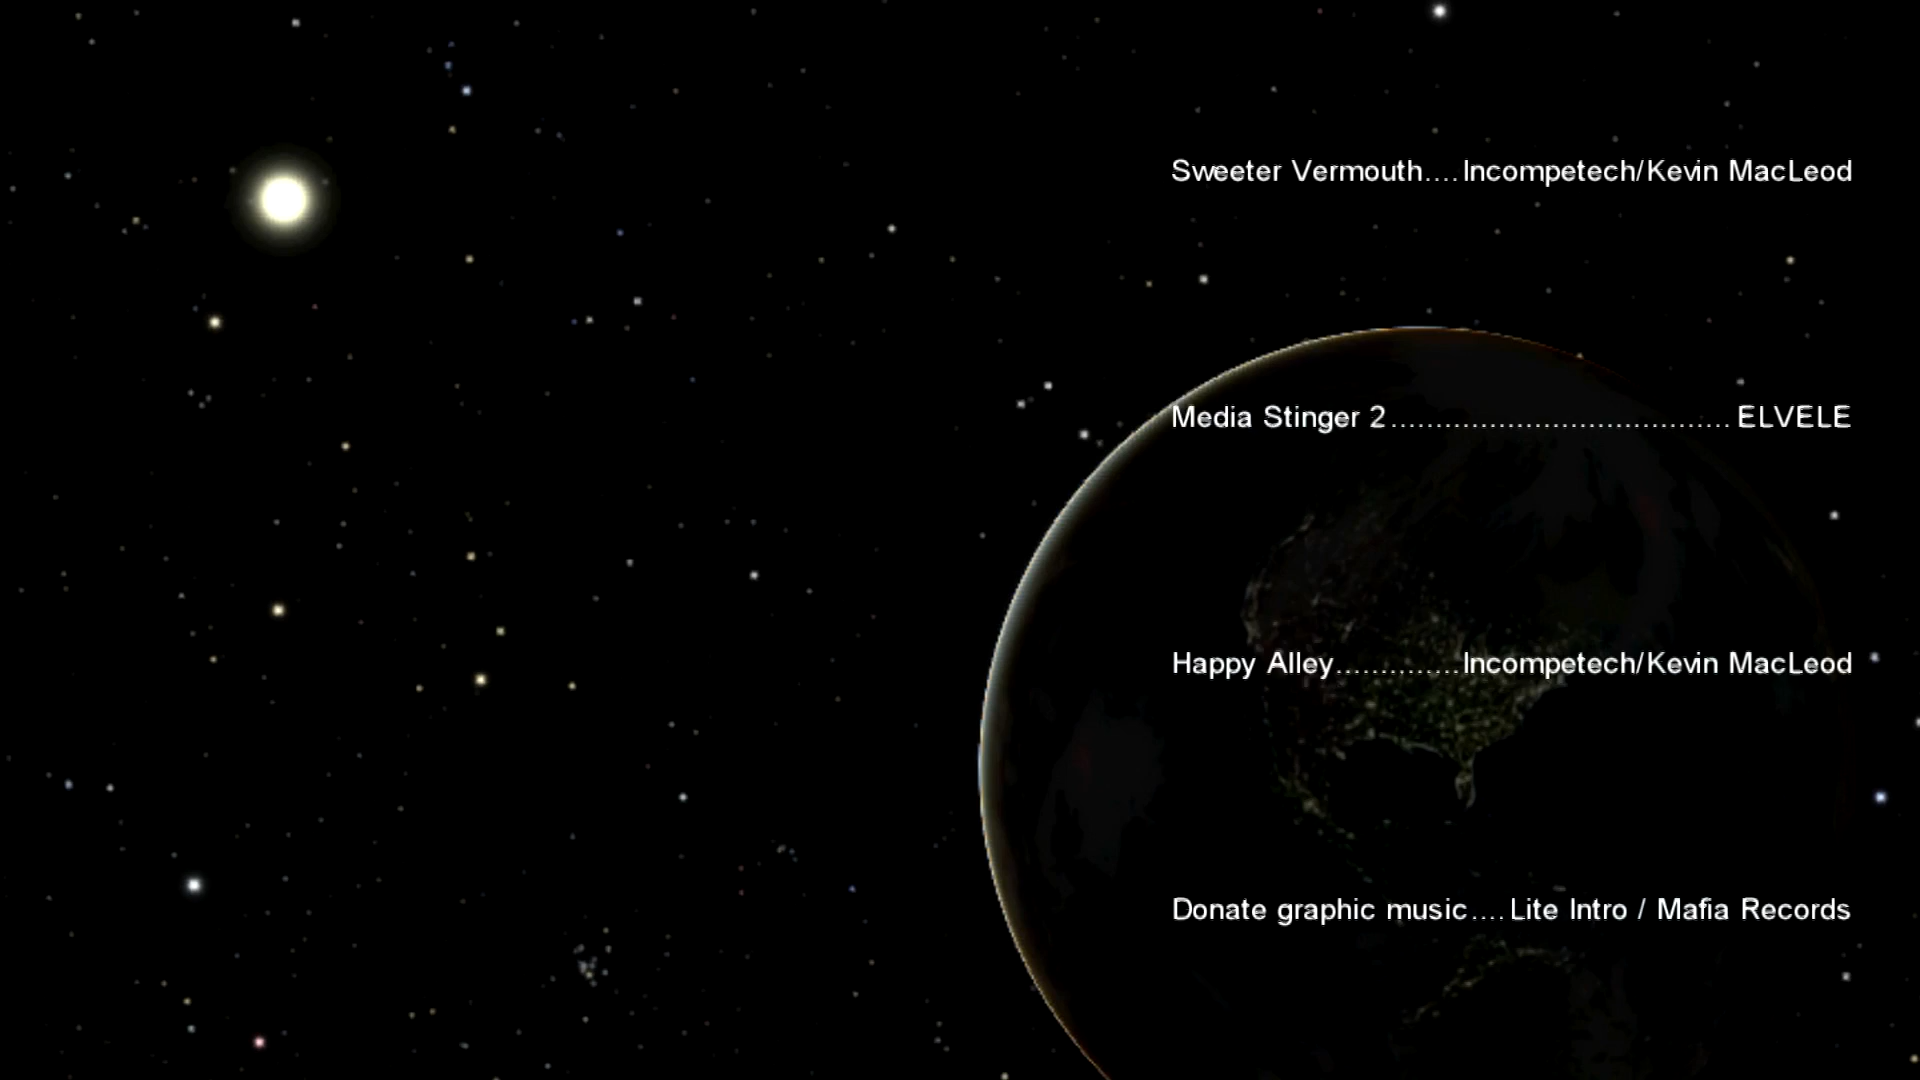 Sweeter Vermouth....Incompetech/Kevin MacLeod
Media Stinger 2......................................ELVELE
Happy Alley..............Incompetech/Kevin MacLeod
Donate graphic music....Lite Intro / Mafia Records